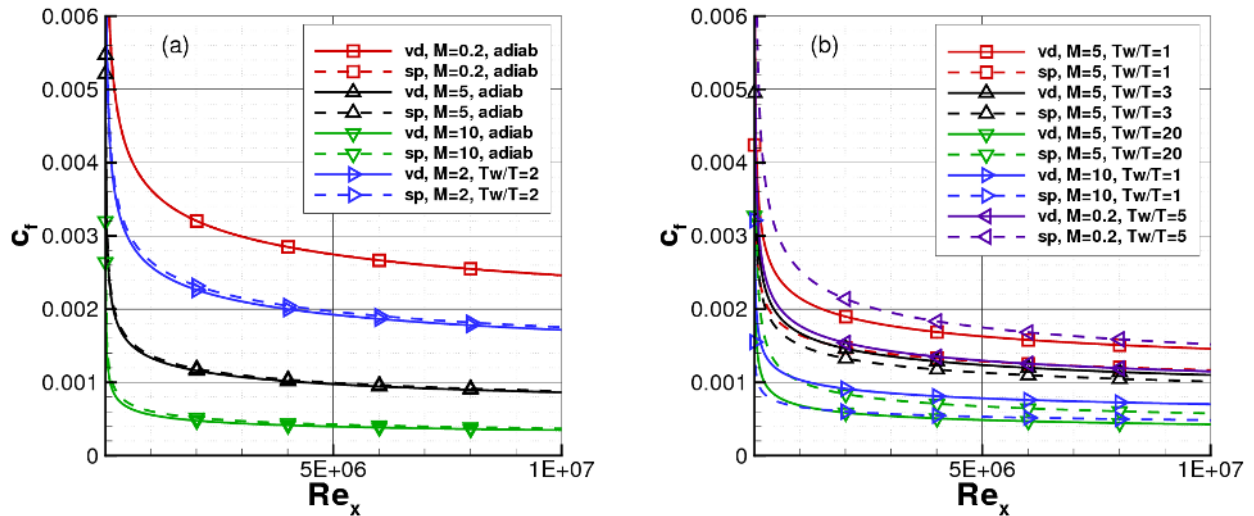 0.006
0.005
0.004
0.003
0.002
0.001
0
c_f
(a)
vd, M=0.2, adiab
sp, M=0.2, adiab
vd, M=5, adiab
sp, M=5, adiab
vd, M=10, adiab
sp, M=10, adiab
vd, M=2, Tw/T=2
sp, M=2, Tw/T=2
5E+06
1E+07
Re_x
0.006
0.005
0.004
0.003
0.002
0.001
0
c_f
(b)
vd, M=5, Tw/T=1
sp, M=5, Tw/T=1
vd, M=5, Tw/T=3
sp, M=5, Tw/T=3
vd, M=5, Tw/T=20
sp, M=5, Tw/T=20
vd, M=10, Tw/T=1
sp, M=10, Tw/T=1
vd, M=0.2, Tw/T=5
sp, M=0.2, Tw/T=5
5E+06
1E+07
Re_x